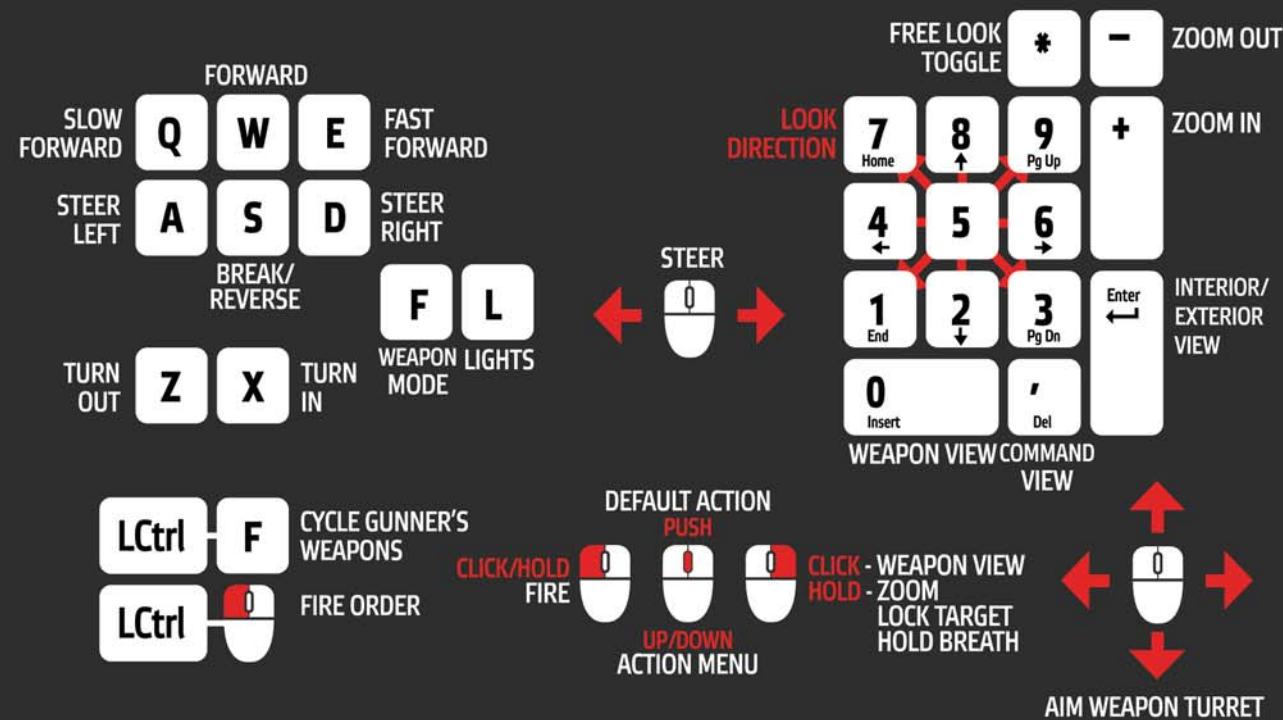 FREE LOOK
TOGGLE
*
-
ZOOM OUT
FORWARD
SLOW
FORWARD
Q
W
E
FAST
FORWARD
LOOK
DIRECTION
7
Home
8
9
Pg Up
+
ZOOM IN
STEER
LEFT
A
S
D
STEER
RIGHT
4
5
6
BREAK/
REVERSE
STEER
F
L
WEAPON
MODE
LIGHTS
1
End
2
3
Pg Dn
Enter
INTERIOR/
EXTERIOR
VIEW
TURN
OUT
Z
X
TURN
IN
0
Insert
,
Del
WEAPON VIEW
COMMAND
VIEW
LCtrl
F
CYCLE GUNNER'S
WEAPONS
LCtrl
FIRE ORDER
DEFAULT ACTION
PUSH
CLICK/HOLD
FIRE
UP/DOWN
ACTION MENU
CLICK - WEAPON VIEW
HOLD - ZOOM
LOCK TARGET
HOLD BREATH
AIM WEAPON TURRET